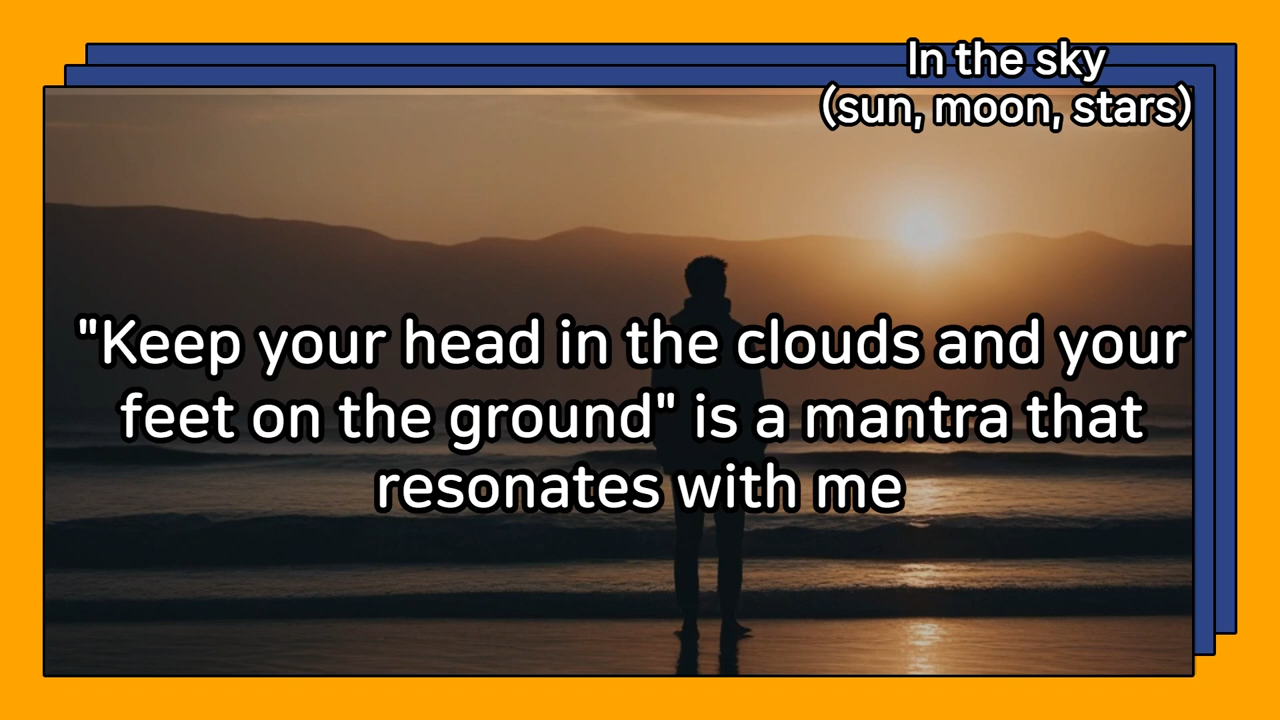 In the sky
(sun, moon, stars)
"Keep your head in the clouds and your
feet on the ground" is a mantra that
resonates with me